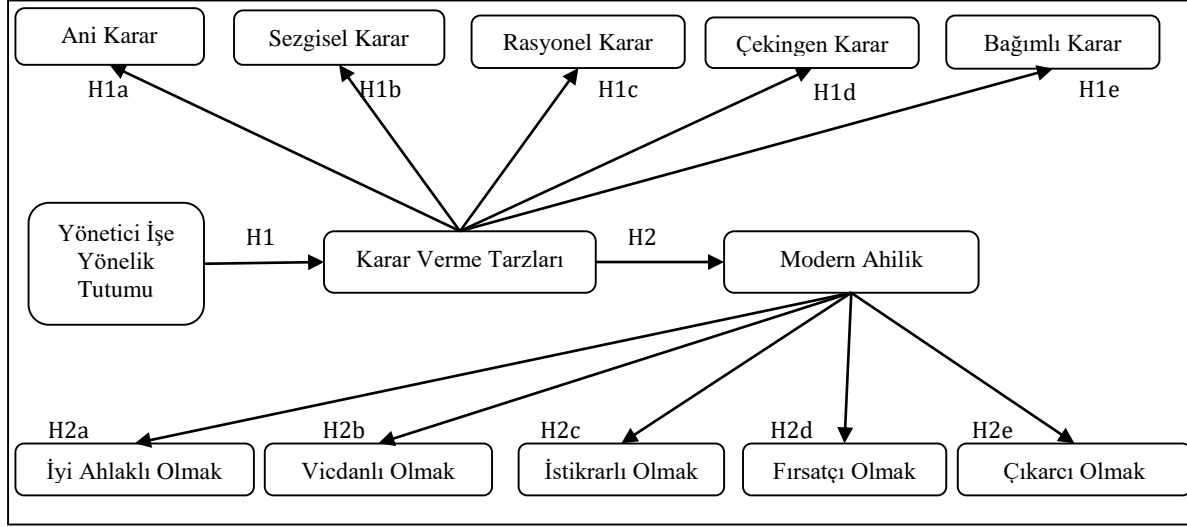 Ani Karar
Sezgisel Karar
Rasyonel Karar
Çekingen Karar
Bağımlı Karar
H1a
H1b
H1c
H1d
H1e
Yönetici İşe
Yönelik
Tutumu
H1
Karar Verme Tarzları
H2
Modern Ahilik
H2a
H2b
H2c
H2d
H2e
İyi Ahlaklı Olmak
Vicdanlı Olmak
İstikrarlı Olmak
Fırsatçı Olmak
Çıkarcı Olmak